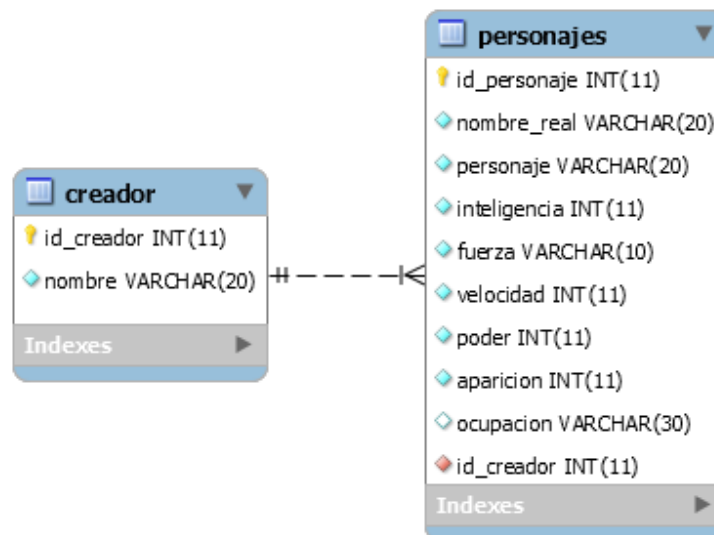 creador
id_creador INT(11)
nombre VARCHAR(20)
Indexes
personajes
id_personaje INT(11)
nombre_real VARCHAR(20)
personaje VARCHAR(20)
inteligencia INT(11)
fuerza VARCHAR(10)
velocidad INT(11)
poder INT(11)
aparicion INT(11)
ocupacion VARCHAR(30)
id_creador INT(11)
Indexes